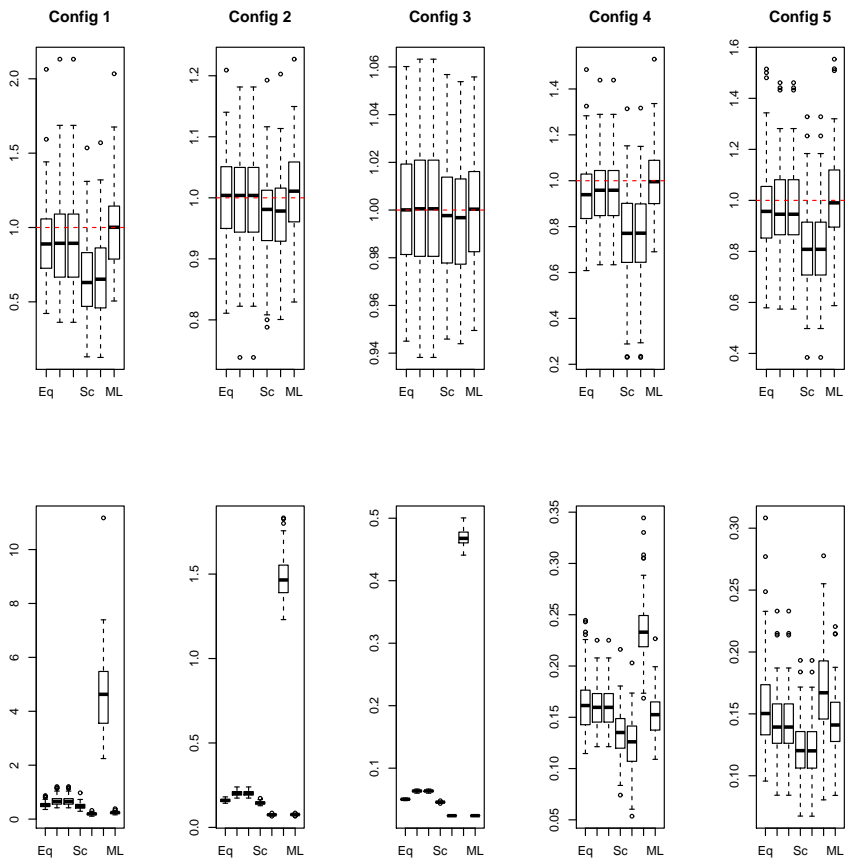 Config 1
Config 2
Config 3
Config 4
Config 5
2.0
1.5
1.0
0.5
Eq
Sc
ML
1.2
1.1
1.0
0.9
0.8
Eq
Sc
ML
1.06
1.04
1.02
1.00
0.98
0.96
0.94
Eq
Sc
ML
1.4
1.2
1.0
0.8
0.6
0.4
0.2
Eq
Sc
ML
1.6
1.4
1.2
1.0
0.8
0.6
0.4
Eq
Sc
ML
10
8
6
4
2
0
Eq
Sc
ML
1.5
1.0
0.5
0.0
Eq
Sc
ML
0.5
0.4
0.3
0.2
0.1
Eq
Sc
ML
0.35
0.30
0.25
0.20
0.15
0.10
0.05
Eq
Sc
ML
0.30
0.25
0.20
0.15
0.10
Eq
Sc
ML